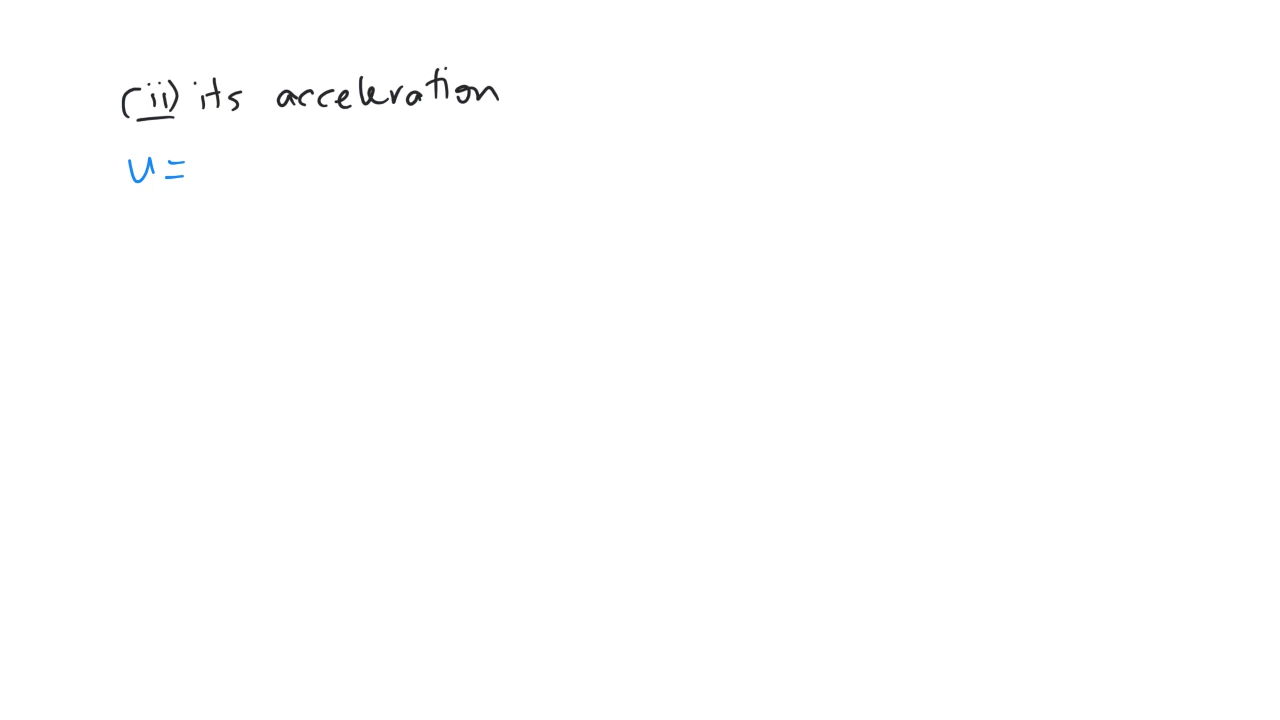 (ii) its acceleration
u =